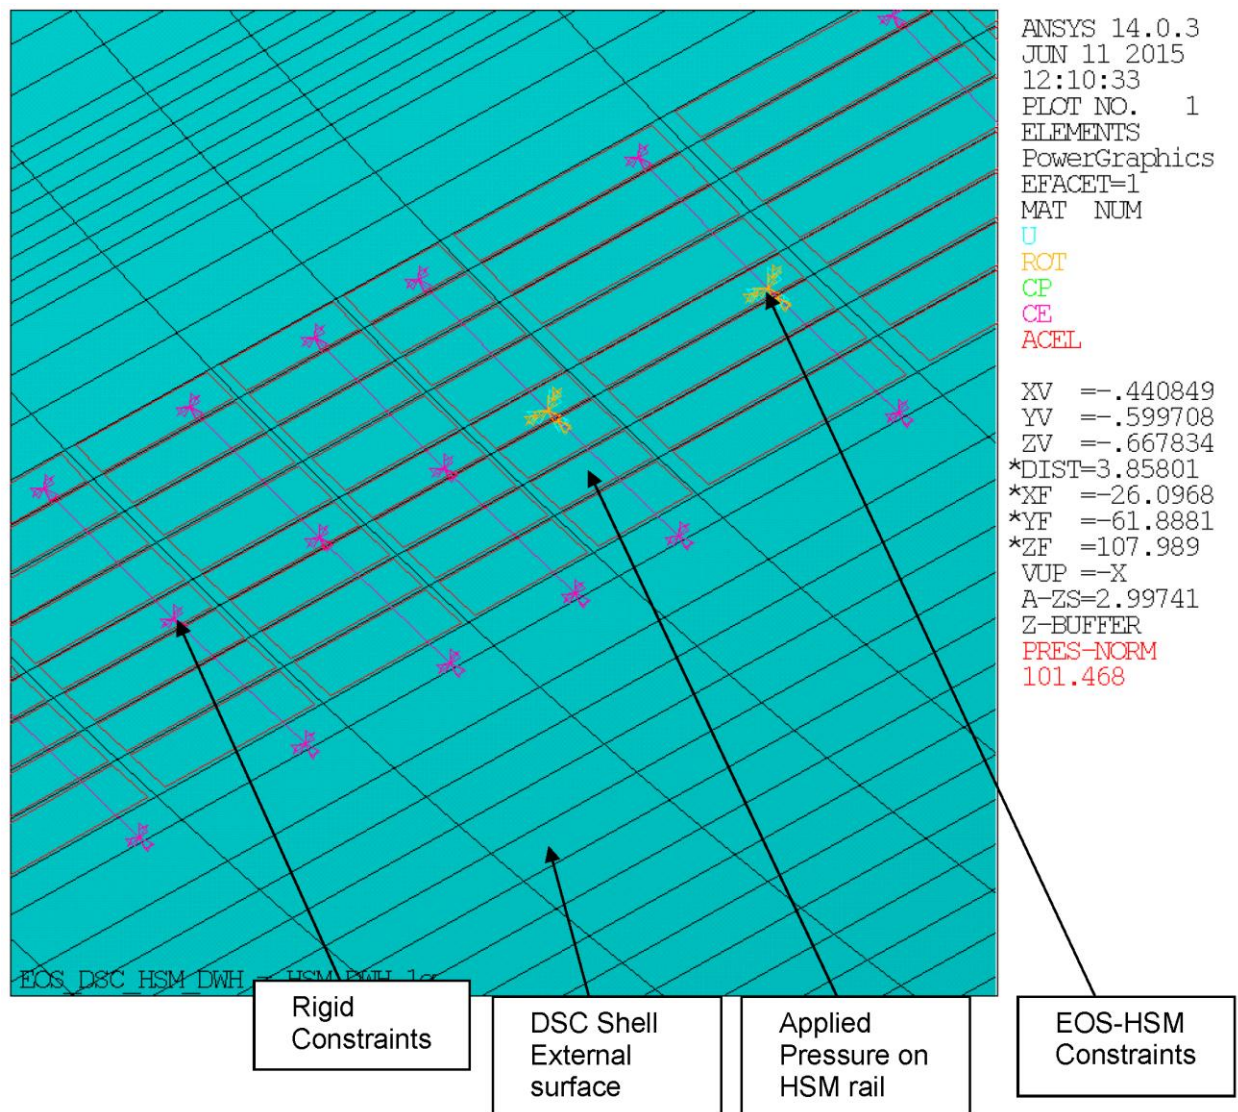 ANSYS 14.0.3
JUN 11 2015
12:10:33
PLOT NO.   1
ELEMENTS
PowerGraphics
EFACET=1
MAT  NUM
U
ROT
CP
CE
ACEL
XV  =-.440849
YV  =-.599708
ZV  =-.667834
*DIST=3.85801
*XF  =-26.0968
*YF  =-61.8881
*ZF  =107.989
VUP =-X
A-ZS=2.99741
Z-BUFFER
PRES-NORM
101.468
EOS_DSC_HSM_DWH
Rigid
Constraints
DSC Shell
External
surface
Applied
Pressure on
HSM rail
EOS-HSM
Constraints